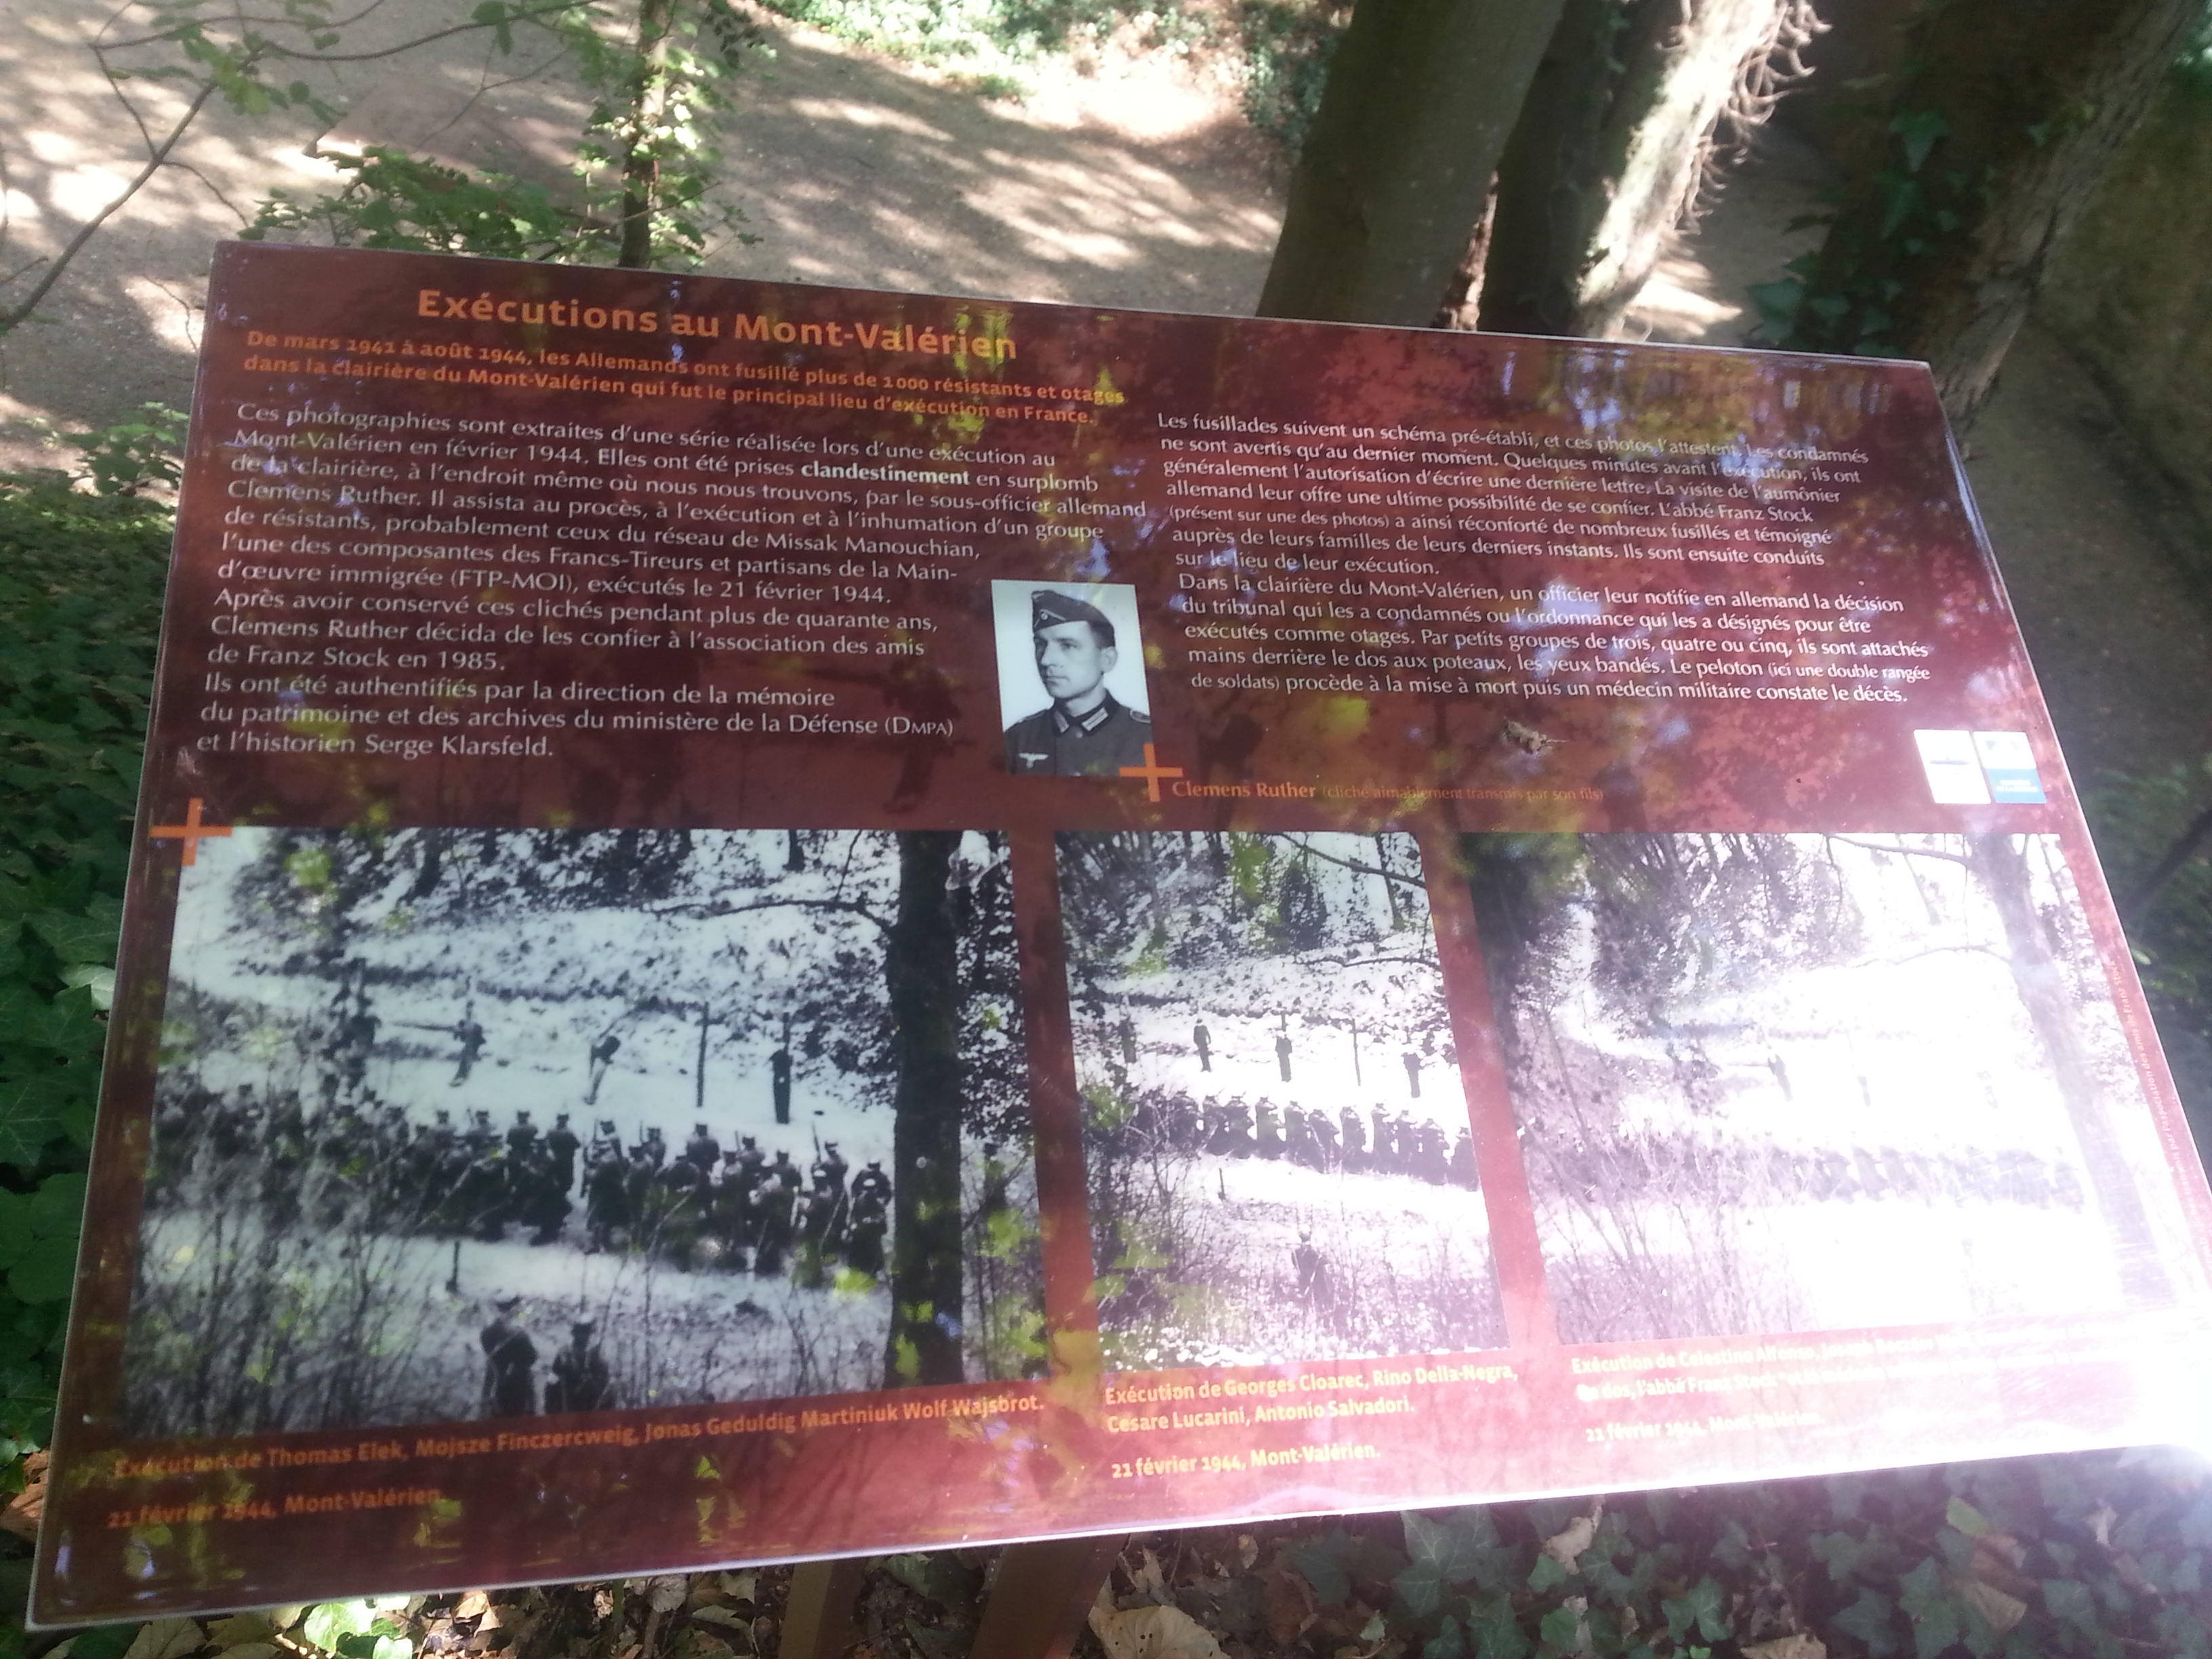 Exécutions au Mont-Valérien
De mars 1941 à août 1944, les Allemands ont fusillé plus de 1000 résistants et otages
dans la clairière du Mont-Valérien qui fut le principal lieu d'exécution en France.
Ces photographies sont extraites d'une série réalisée lors d'une exécution au
Mont-Valérien en février 1944. Elles ont été prises clandestinement en surplomb
de la clairière, à l'endroit même où nous nous trouvons, par le sous-officier allemand
Clemens Ruther. Il assista au procès, à l'exécution et à l'inhumation d'un groupe
de résistants, probablement ceux du réseau de Missak Manouchian,
l'une des composantes des Francs-Tireurs et partisans de la Main-
d'œuvre immigrée (FTP-MOI), exécutés le 21 février 1944.
Après avoir conservé ces clichés pendant plus de quarante ans,
Clemens Ruther décida de les confier à l'association des amis
de Franz Stock en 1985.
Ils ont été authentifiés par la direction de la mémoire
du patrimoine et des archives du ministère de la Défense (DMPA)
et l'historien Serge Klarsfeld.
Les fusillades suivent un schéma pré-établi, et ces photos l'attestent. Les condamnés
ne sont avertis qu'au dernier moment. Quelques minutes avant l'exécution, ils ont
généralement l'autorisation d'écrire une dernière lettre. La visite de l'aumônier
allemand leur offre une ultime possibilité de se confier. L'abbé Franz Stock
(présent sur une des photos) a ainsi réconforté de nombreux fusillés et témoigné
auprès de leurs familles de leurs derniers instants. Ils sont ensuite conduits
sur le lieu de leur exécution.
Dans la clairière du Mont-Valérien, un officier leur notifie en allemand la décision
du tribunal qui les a condamnés ou l'ordonnance qui les a désignés pour être
exécutés comme otages. Par petits groupes de trois, quatre ou cinq, ils sont attachés
mains derrière le dos aux poteaux, les yeux bandés. Le peloton (ici une double rangée
de soldats) procède à la mise à mort puis un médecin militaire constate le décès.
Clemens Ruther (cliché aimablement transmis par son fils)
Exécution de Thomas Elek, Mojsze Finczercweig, Jonas Geduldig Martiniuk Wolf Wajsbrot.
21 février 1944, Mont-Valérien.
Exécution de Georges Cloarec, Rino Della-Negra,
Cesare Lucarini, Antonio Salvadori.
21 février 1944, Mont-Valérien.
Exécution de Celestino Alfonso, Joseph
De dos, l'abbé Franz Stock
21 février 1944, Mont-Valérien.